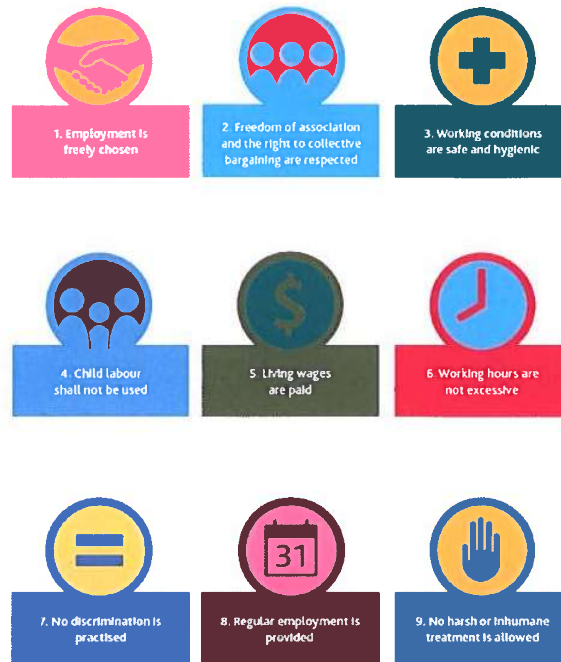 1. Employment is
freely chosen
2. Freedom of association
and the right to collective
bargaining are respected
3. Working conditions
are safe and hygienic
4. Child labour
shall not be used
$
5. Living wages
are paid
6. Working hours are
not excessive
7. No discrimination is
practised
31
8. Regular employment is
provided
9. No harsh or inhumane
treatment is allowed